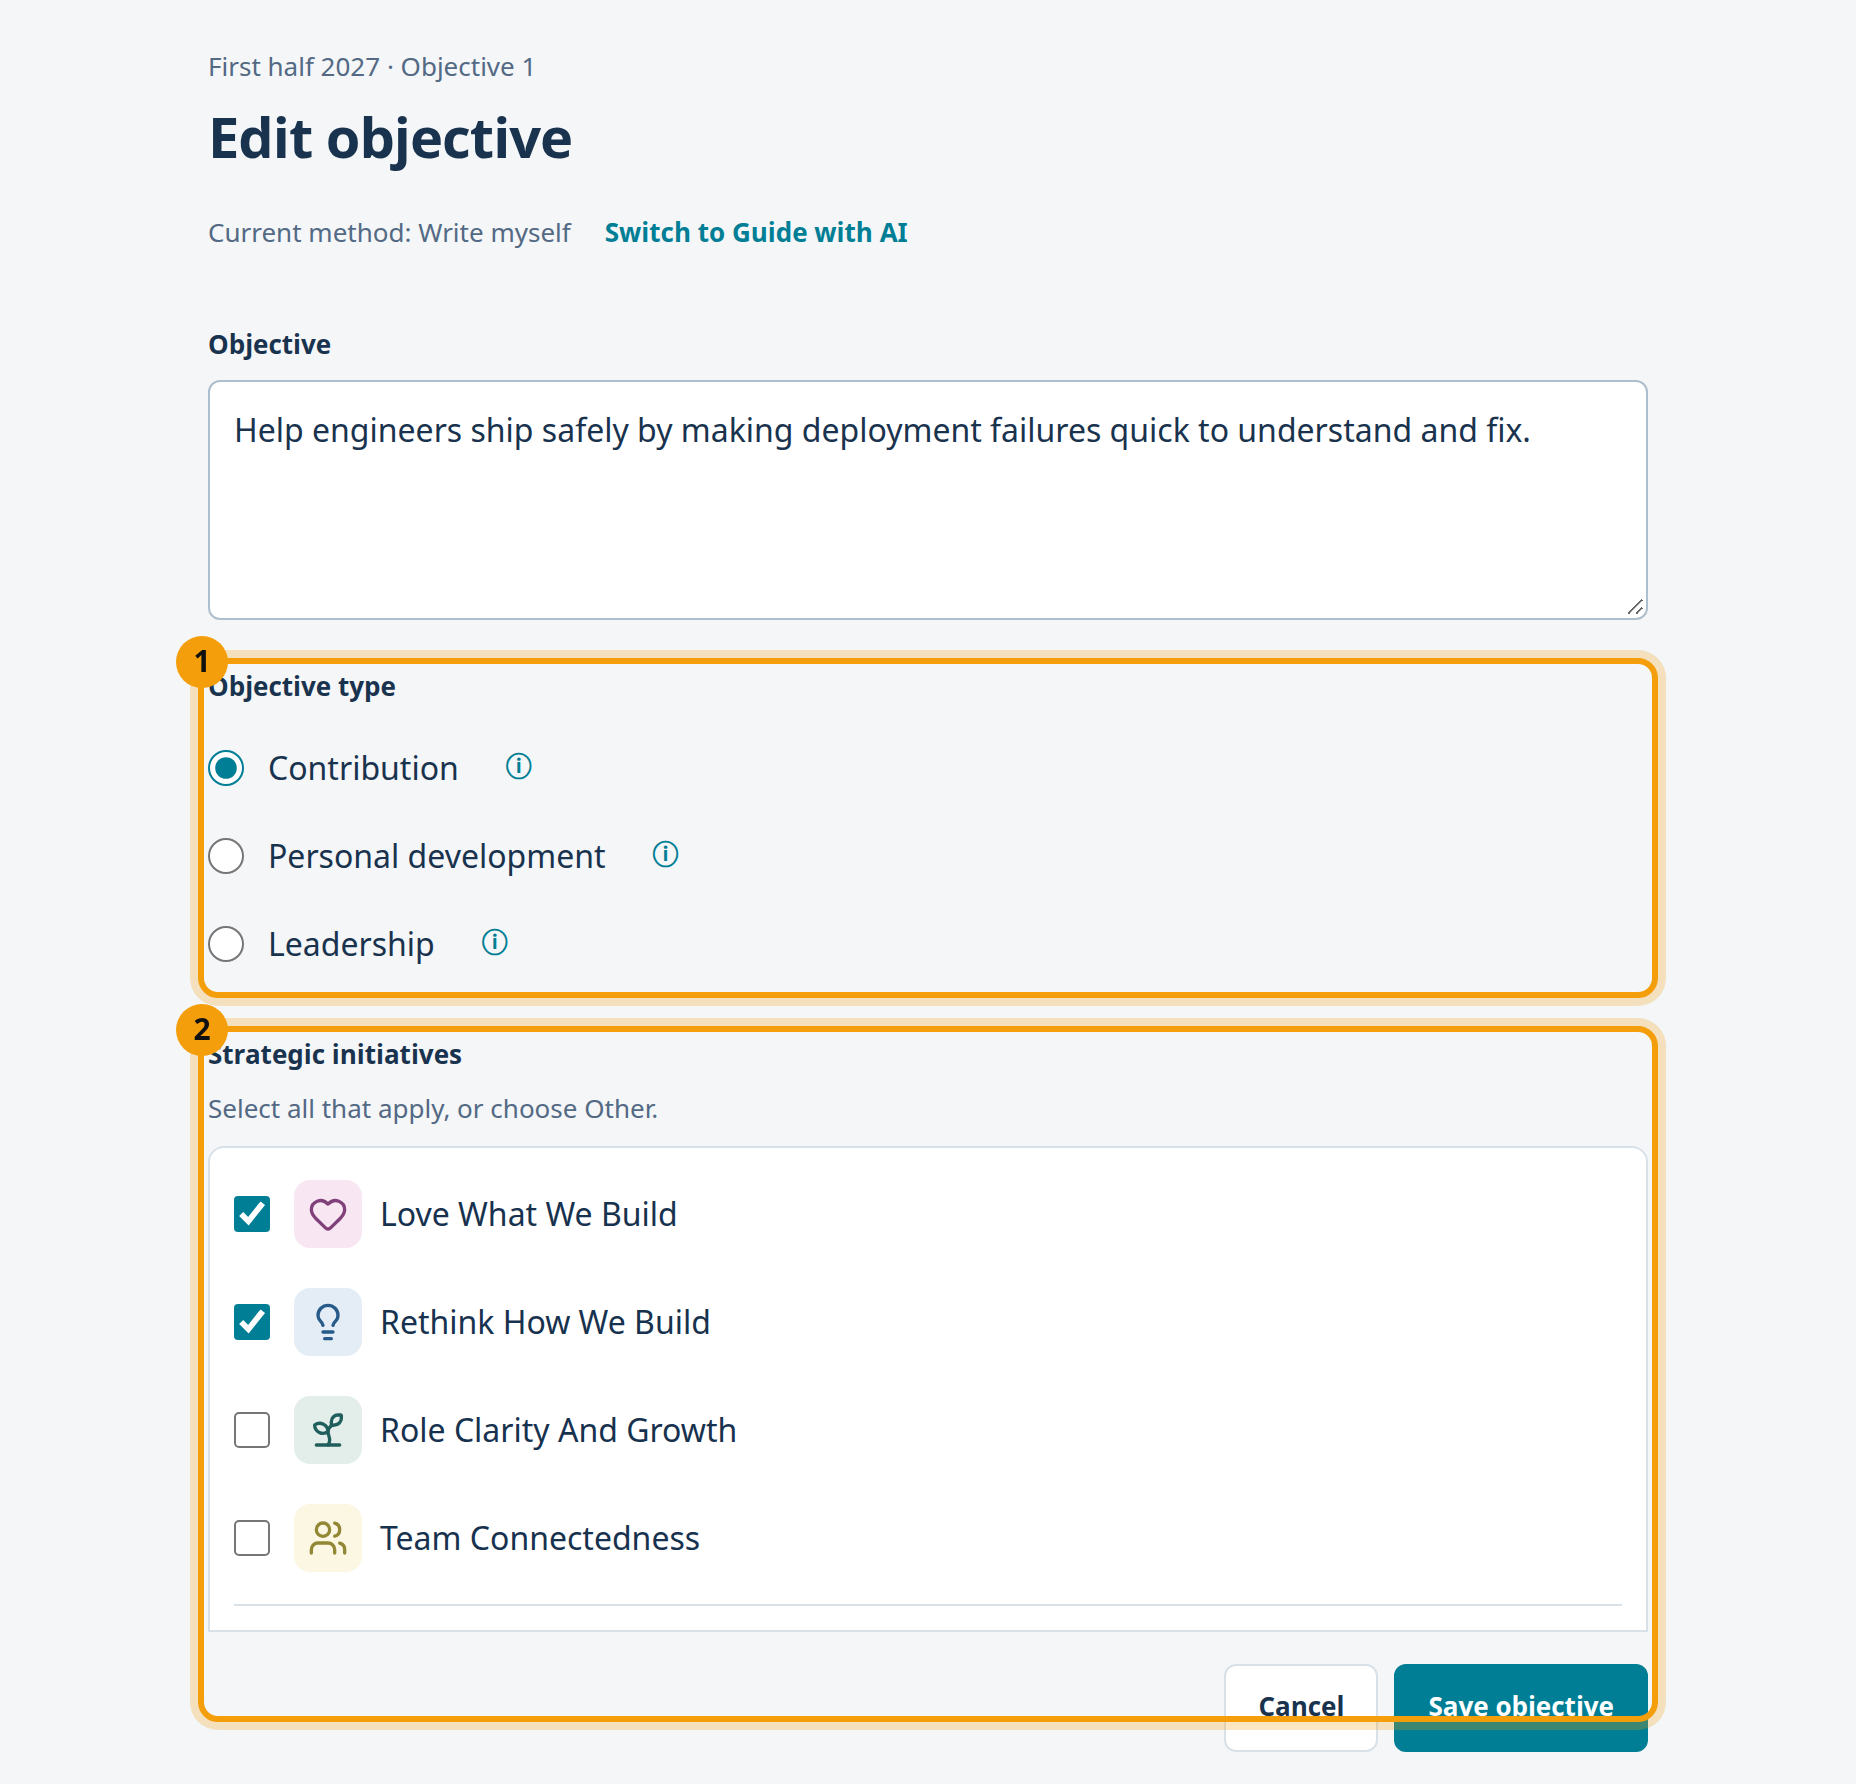 First half 2027 · Objective 1
Edit objective
Current method: Write myself Switch to Guide with AI
Objective
Help engineers ship safely by making deployment failures quick to understand and fix.
1
Objective type
Contribution
Personal development
Leadership
2
Strategic initiatives
Select all that apply, or choose Other.
Love What We Build
Rethink How We Build
Role Clarity And Growth
Team Connectedness
Cancel Save objective